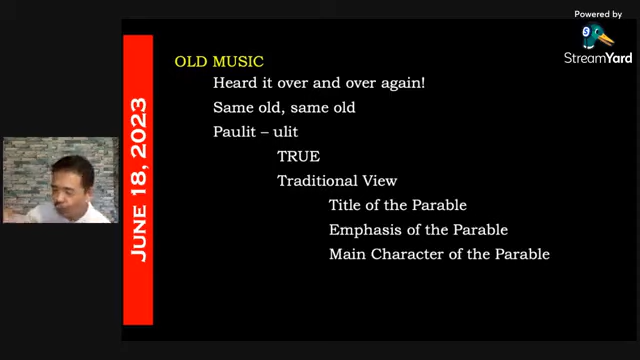 Powered by
StreamYard
OLD MUSIC
Heard it over and over again!
Same old, same old
Paulit – ulit
TRUE
Traditional View
Title of the Parable
Emphasis of the Parable
Main Character of the Parable
JUNE 18, 2023